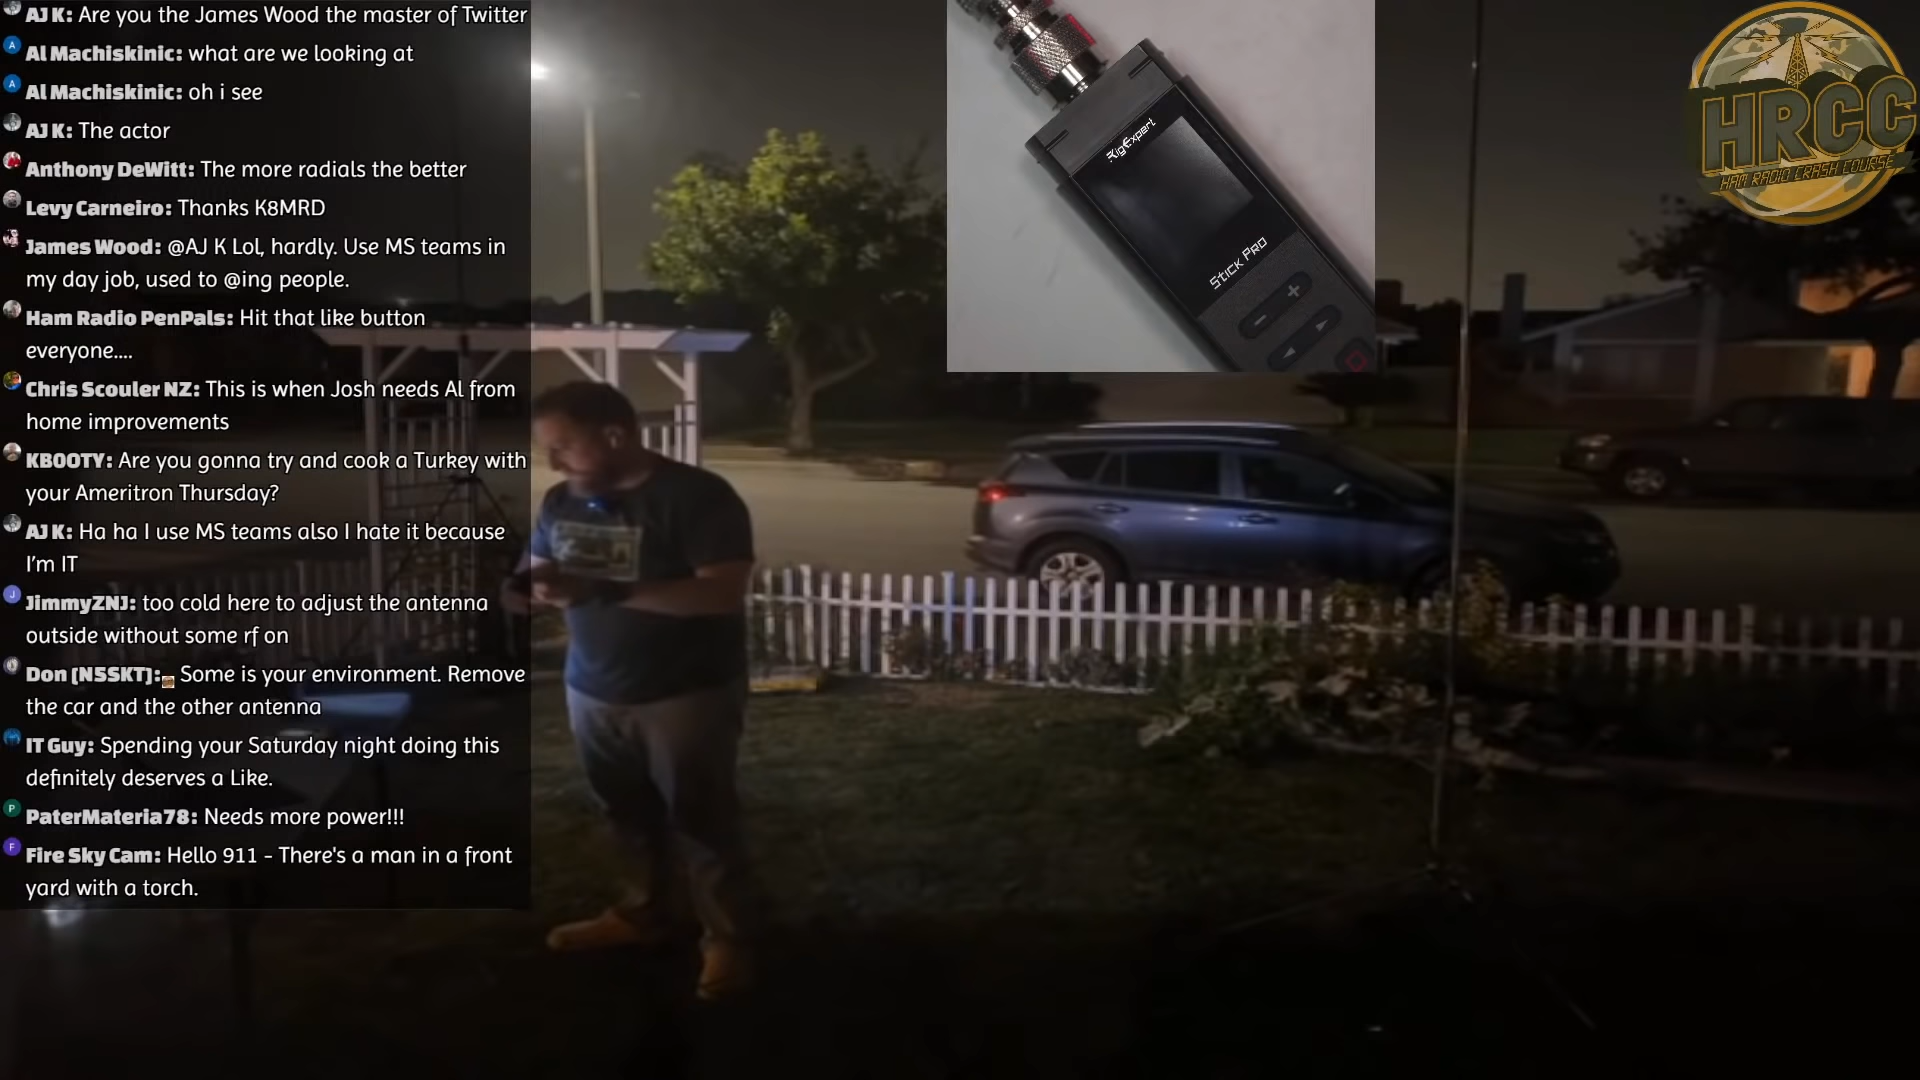 AJ K: Are you the James Wood the master of Twitter
Al Machiskinic: what are we looking at
Al Machiskinic: oh i see
AJ K: The actor
Anthony DeWitt: The more radials the better
Levy Carneiro: Thanks K8MRD
James Wood: @AJ K Lol, hardly. Use MS teams in
my day job, used to @ing people.
Ham Radio PenPals: Hit that like button
everyone....
Chris Scouler NZ: This is when Josh needs Al from
home improvements
KB0OTY: Are you gonna try and cook a Turkey with
your Ameritron Thursday?
AJ K: Ha ha I use MS teams also I hate it because
I’m IT
JimmyZNJ: too cold here to adjust the antenna
outside without some rf on
Don (N5SKT): Some is your environment. Remove
the car and the other antenna
IT Guy: Spending your Saturday night doing this
definitely deserves a Like.
PaterMateria78: Needs more power!!!
Fire Sky Cam: Hello 911 - There's a man in a front
yard with a torch.
RigExpert
Stick Pro
HRCC
HAM RADIO CRASH COURSE